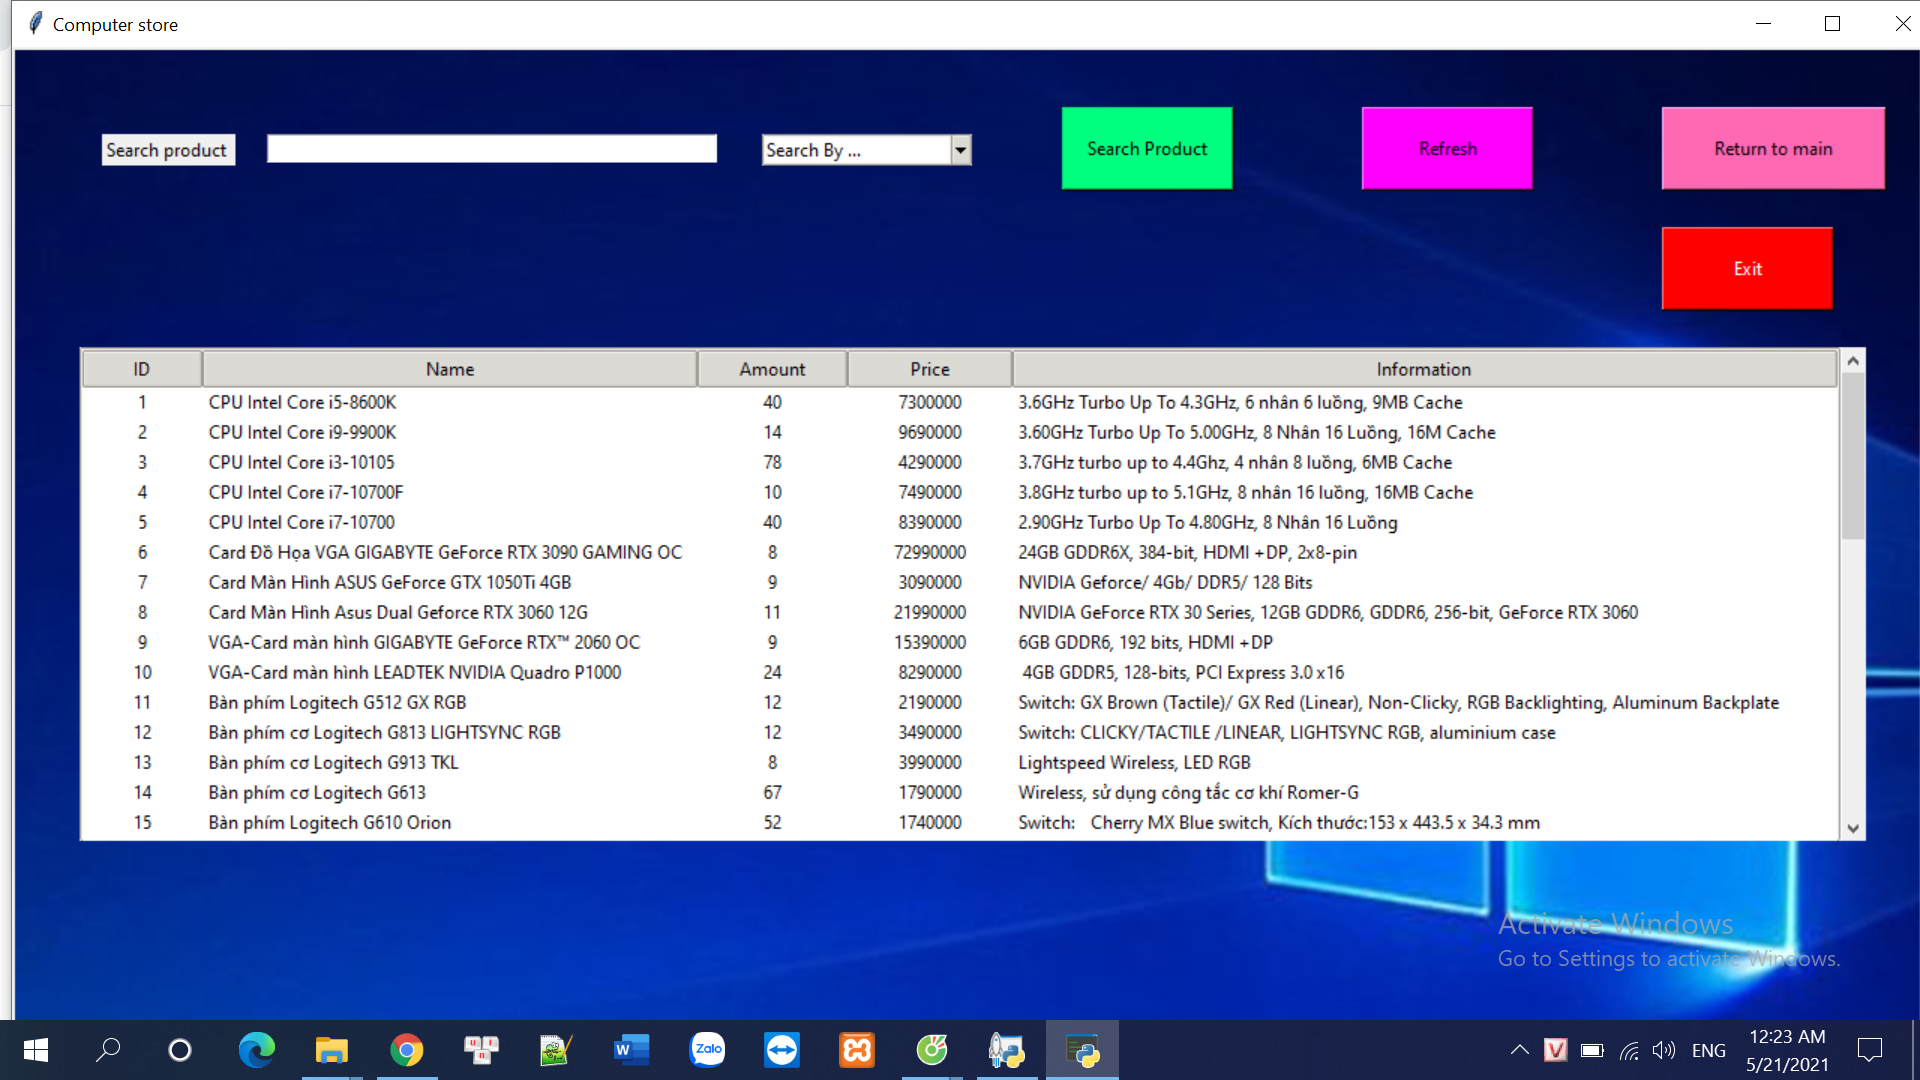 Computer store
Search product
Search By ...
Search Product
Refresh
Return to main
Exit
ID Name Amount Price Information
1 CPU Intel Core i5-8600K 40 7300000 3.6GHz Turbo Up To 4.3GHz, 6 nhân 6 luồng, 9MB Cache
2 CPU Intel Core i9-9900K 14 9690000 3.60GHz Turbo Up To 5.00GHz, 8 Nhân 16 Luồng, 16M Cache
3 CPU Intel Core i3-10105 78 4290000 3.7GHz turbo up to 4.4Ghz, 4 nhân 8 luồng, 6MB Cache
4 CPU Intel Core i7-10700F 10 7490000 3.8GHz turbo up to 5.1GHz, 8 nhân 16 luồng, 16MB Cache
5 CPU Intel Core i7-10700 40 8390000 2.90GHz Turbo Up To 4.80GHz, 8 Nhân 16 Luồng
6 Card Đồ Họa VGA GIGABYTE GeForce RTX 3090 GAMING OC 8 72990000 24GB GDDR6X, 384-bit, HDMI +DP, 2x8-pin
7 Card Màn Hình ASUS GeForce GTX 1050Ti 4GB 9 3090000 NVIDIA Geforce/ 4Gb/ DDR5/ 128 Bits
8 Card Màn Hình Asus Dual Geforce RTX 3060 12G 11 21990000 NVIDIA GeForce RTX 30 Series, 12GB GDDR6, GDDR6, 256-bit, GeForce RTX 3060
9 VGA-Card màn hình GIGABYTE GeForce RTX™ 2060 OC 9 15390000 6GB GDDR6, 192 bits, HDMI +DP
10 VGA-Card màn hình LEADTEK NVIDIA Quadro P1000 24 8290000 4GB GDDR5, 128-bits, PCI Express 3.0 x16
11 Bàn phím Logitech G512 GX RGB 12 2190000 Switch: GX Brown (Tactile)/ GX Red (Linear), Non-Clicky, RGB Backlighting, Aluminum Backplate
12 Bàn phím cơ Logitech G813 LIGHTSYNC RGB 12 3490000 Switch: CLICKY/TACTILE /LINEAR, LIGHTSYNC RGB, aluminium case
13 Bàn phím cơ Logitech G913 TKL 8 3990000 Lightspeed Wireless, LED RGB
14 Bàn phím cơ Logitech G613 67 1790000 Wireless, sử dụng công tắc cơ khí Romer-G
15 Bàn phím Logitech G610 Orion 52 1740000 Switch: Cherry MX Blue switch, Kích thước:153 x 443.5 x 34.3 mm
Activate Windows
Go to Settings to activate Windows.
u i n
W
Zalo
V
ENG
12:23 AM
5/21/2021